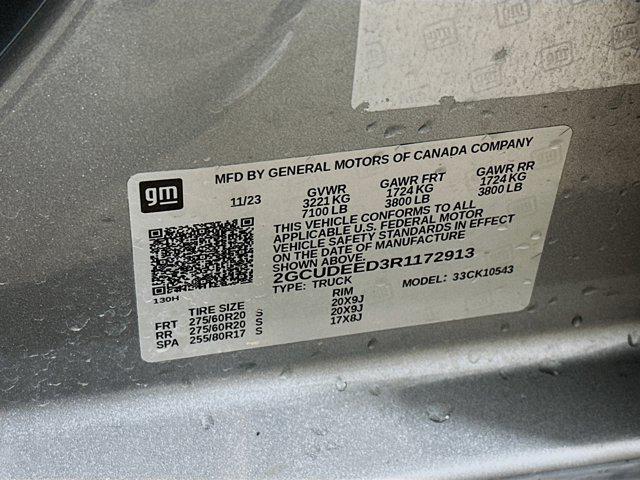 MFD BY GENERAL MOTORS OF CANADA COMPANY
gm
11/23 GVWR GAWR FRT GAWR RR
3221 KG 1724 KG 1724 KG
7100 LB 3800 LB 3800 LB
THIS VEHICLE CONFORMS TO ALL
APPLICABLE U.S. FEDERAL MOTOR
VEHICLE SAFETY STANDARDS IN EFFECT
ON THE DATE OF MANUFACTURE
SHOWN ABOVE.
2GCUDEED3R1172913
TYPE: TRUCK MODEL: 33CK10543
130H
TIRE SIZE RIM
FRT 275/60R20 S 20X9J
RR 275/60R20 S 20X9J
SPA 255/80R17 S 17X8J